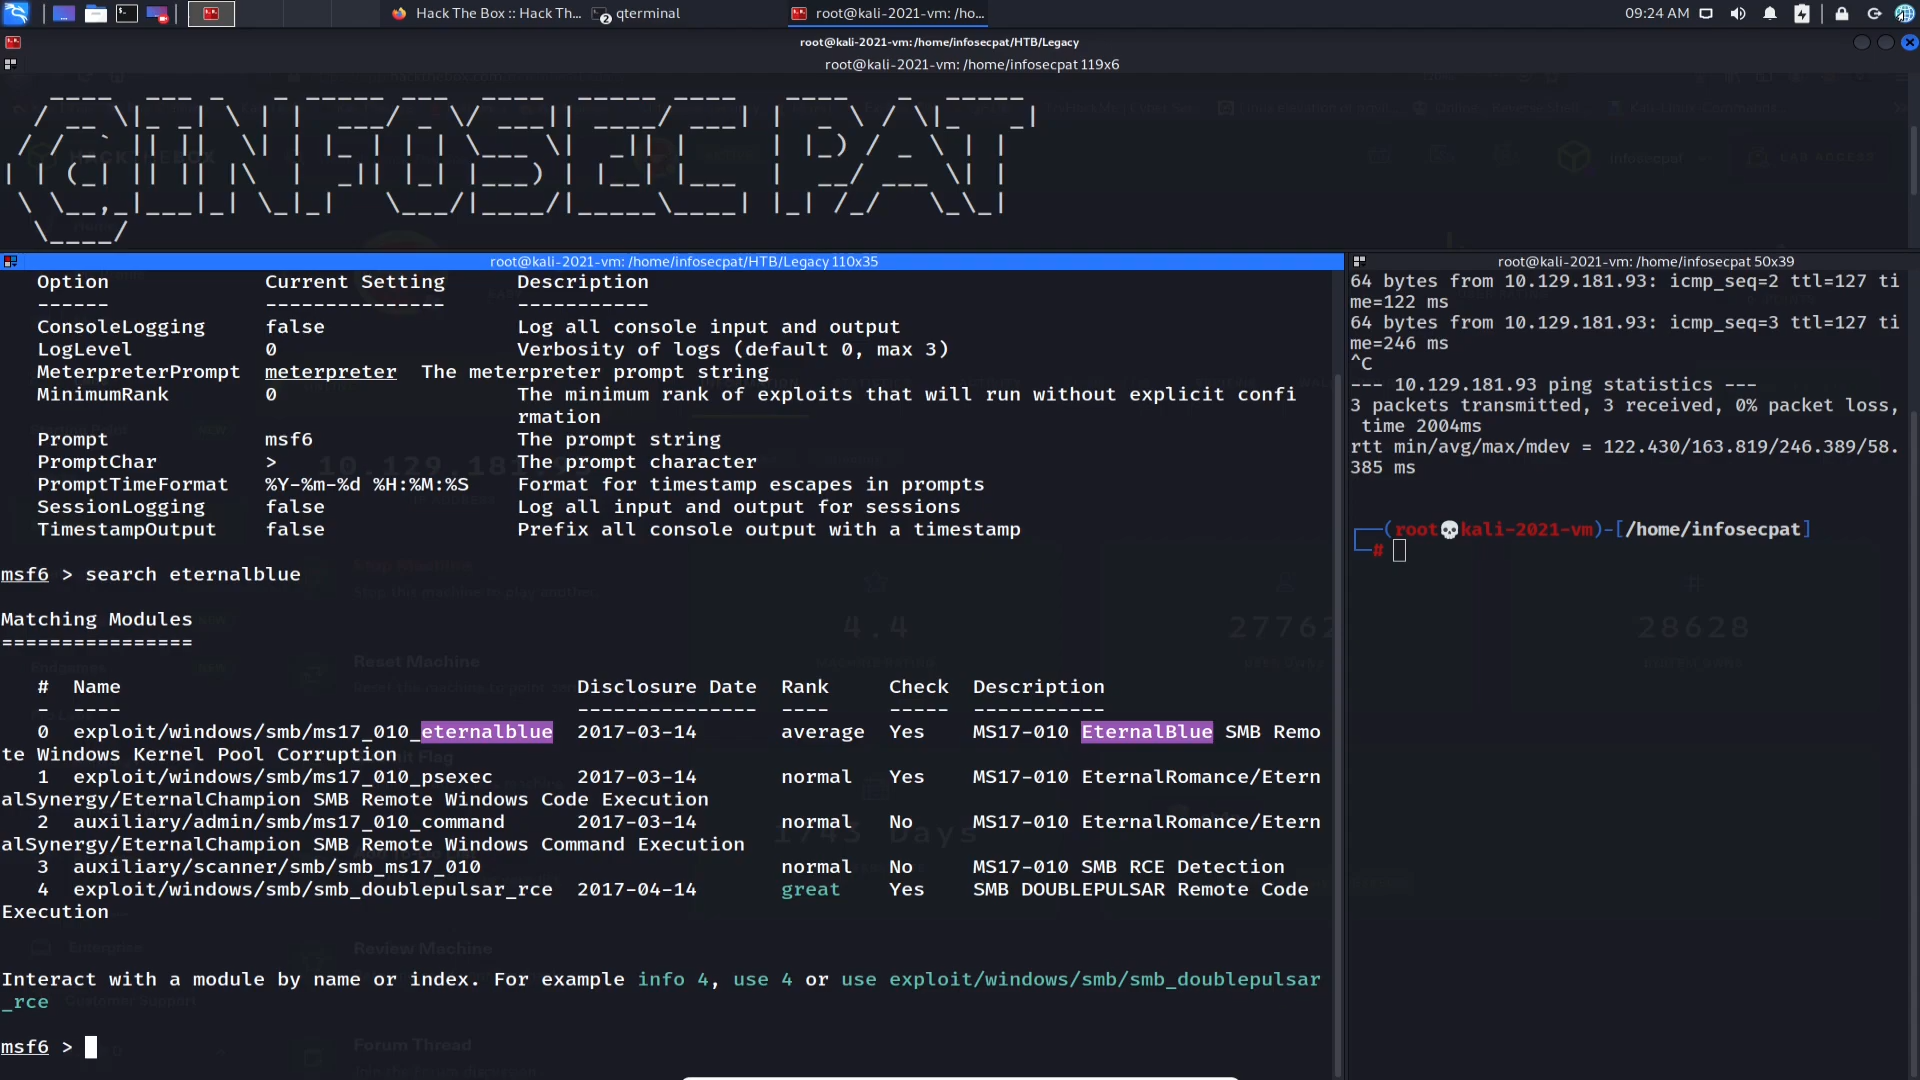 Hack The Box :: Hack Th...
2
qterminal
root@kali-2021-vm: /ho...
09:24 AM
root@kali-2021-vm: /home/infosecpat/HTB/Legacy
root@kali-2021-vm: /home/infosecpat 119x6
@INFOSEC PAT
root@kali-2021-vm: /home/infosecpat/HTB/Legacy 110x35
Option Current Setting Description
------ --------------- -----------
ConsoleLogging false Log all console input and output
LogLevel 0 Verbosity of logs (default 0, max 3)
MeterpreterPrompt meterpreter The meterpreter prompt string
MinimumRank 0 The minimum rank of exploits that will run without explicit confi
rmation
Prompt msf6 The prompt string
PromptChar > The prompt character
PromptTimeFormat %Y-%m-%d %H:%M:%S Format for timestamp escapes in prompts
SessionLogging false Log all input and output for sessions
TimestampOutput false Prefix all console output with a timestamp
msf6 > search eternalblue
Matching Modules
================
# Name Disclosure Date Rank Check Description
- ---- --------------- ---- ----- -----------
0 exploit/windows/smb/ms17_010_eternalblue 2017-03-14 average Yes MS17-010 EternalBlue SMB Remo
te Windows Kernel Pool Corruption
1 exploit/windows/smb/ms17_010_psexec 2017-03-14 normal Yes MS17-010 EternalRomance/Etern
alSynergy/EternalChampion SMB Remote Windows Code Execution
2 auxiliary/admin/smb/ms17_010_command 2017-03-14 normal No MS17-010 EternalRomance/Etern
alSynergy/EternalChampion SMB Remote Windows Command Execution
3 auxiliary/scanner/smb/smb_ms17_010 normal No MS17-010 SMB RCE Detection
4 exploit/windows/smb/smb_doublepulsar_rce 2017-04-14 great Yes SMB DOUBLEPULSAR Remote Code
Execution
Interact with a module by name or index. For example info 4, use 4 or use exploit/windows/smb/smb_doublepulsar
_rce
msf6 >
root@kali-2021-vm: /home/infosecpat 50x39
64 bytes from 10.129.181.93: icmp_seq=2 ttl=127 ti
me=122 ms
64 bytes from 10.129.181.93: icmp_seq=3 ttl=127 ti
me=246 ms
^C
--- 10.129.181.93 ping statistics ---
3 packets transmitted, 3 received, 0% packet loss,
time 2004ms
rtt min/avg/max/mdev = 122.430/163.819/246.389/58.
385 ms
(root💀kali-2021-vm)-[/home/infosecpat]
#
Reset Machine
Review Machine
Forum Thread
4.4
27762
28628
1743 Days